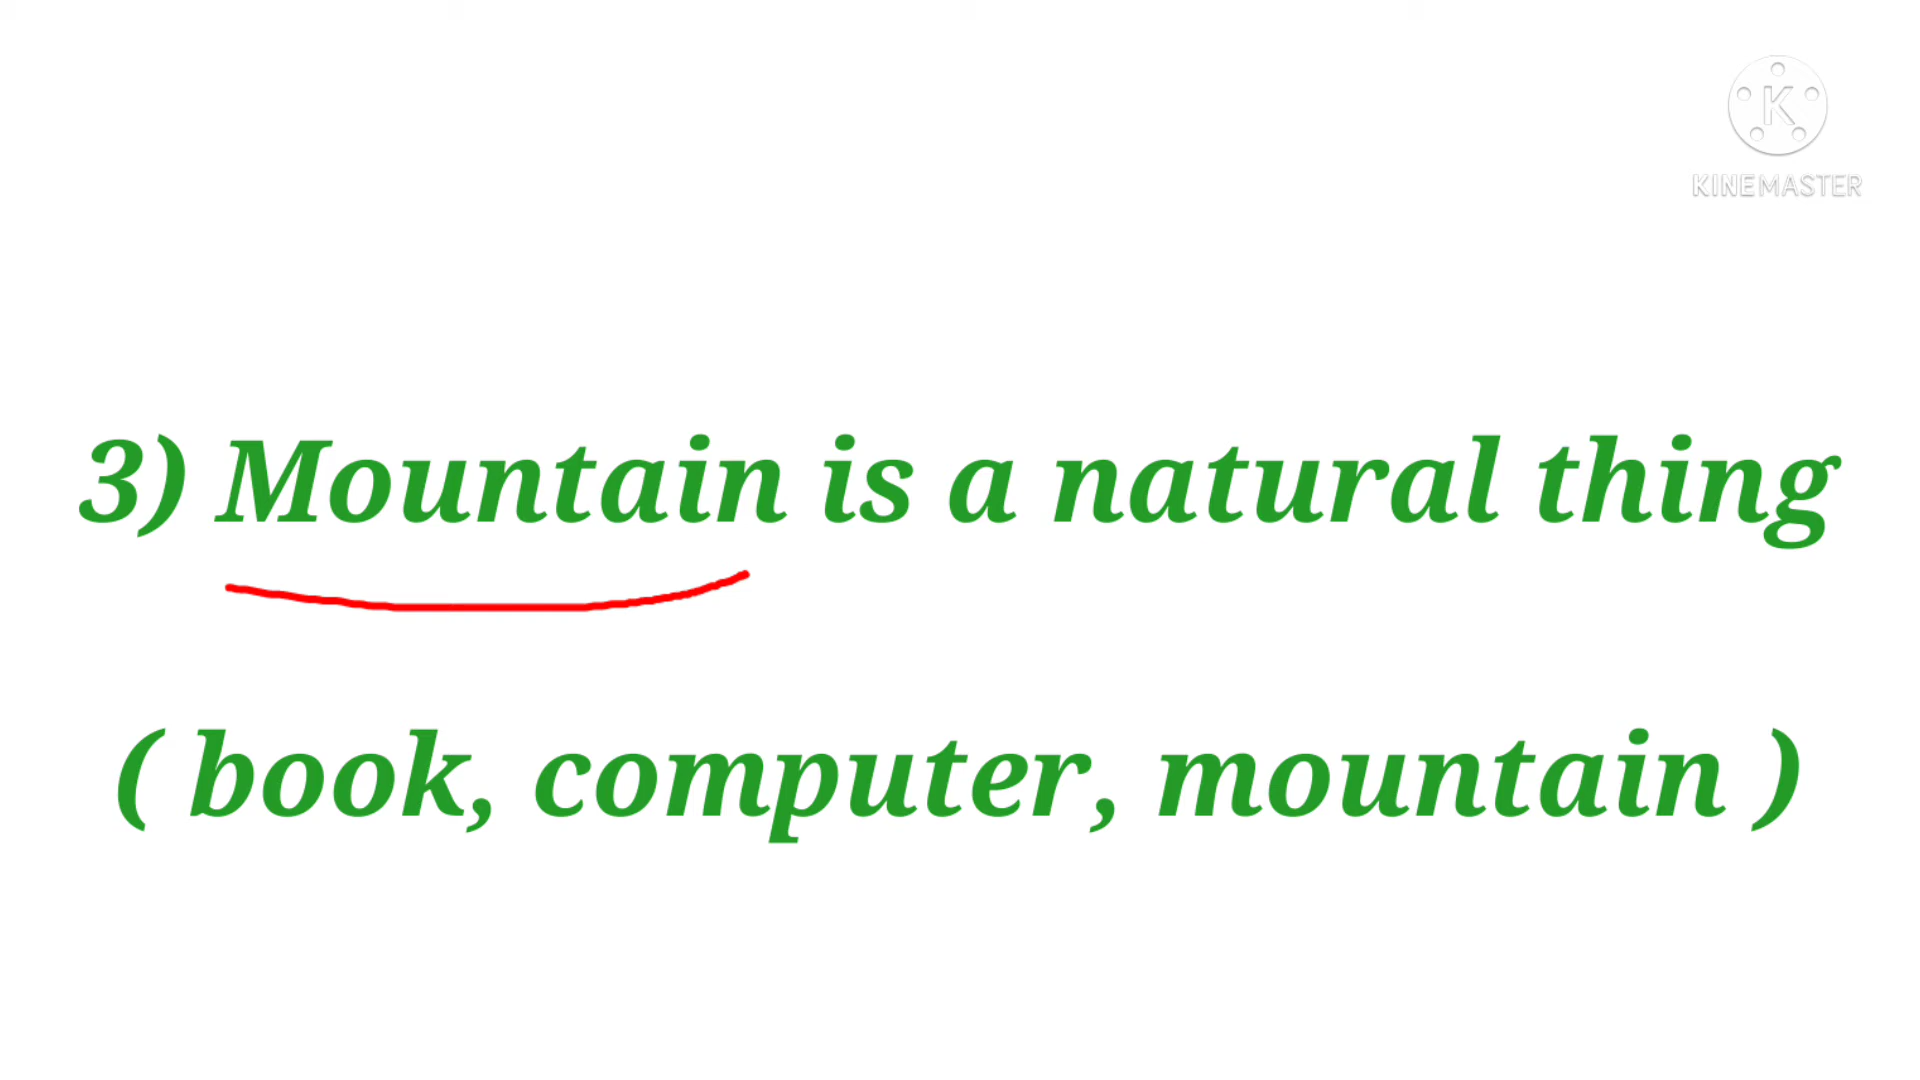 K
KINEMASTER
3) Mountain is a natural thing
( book, computer, mountain )